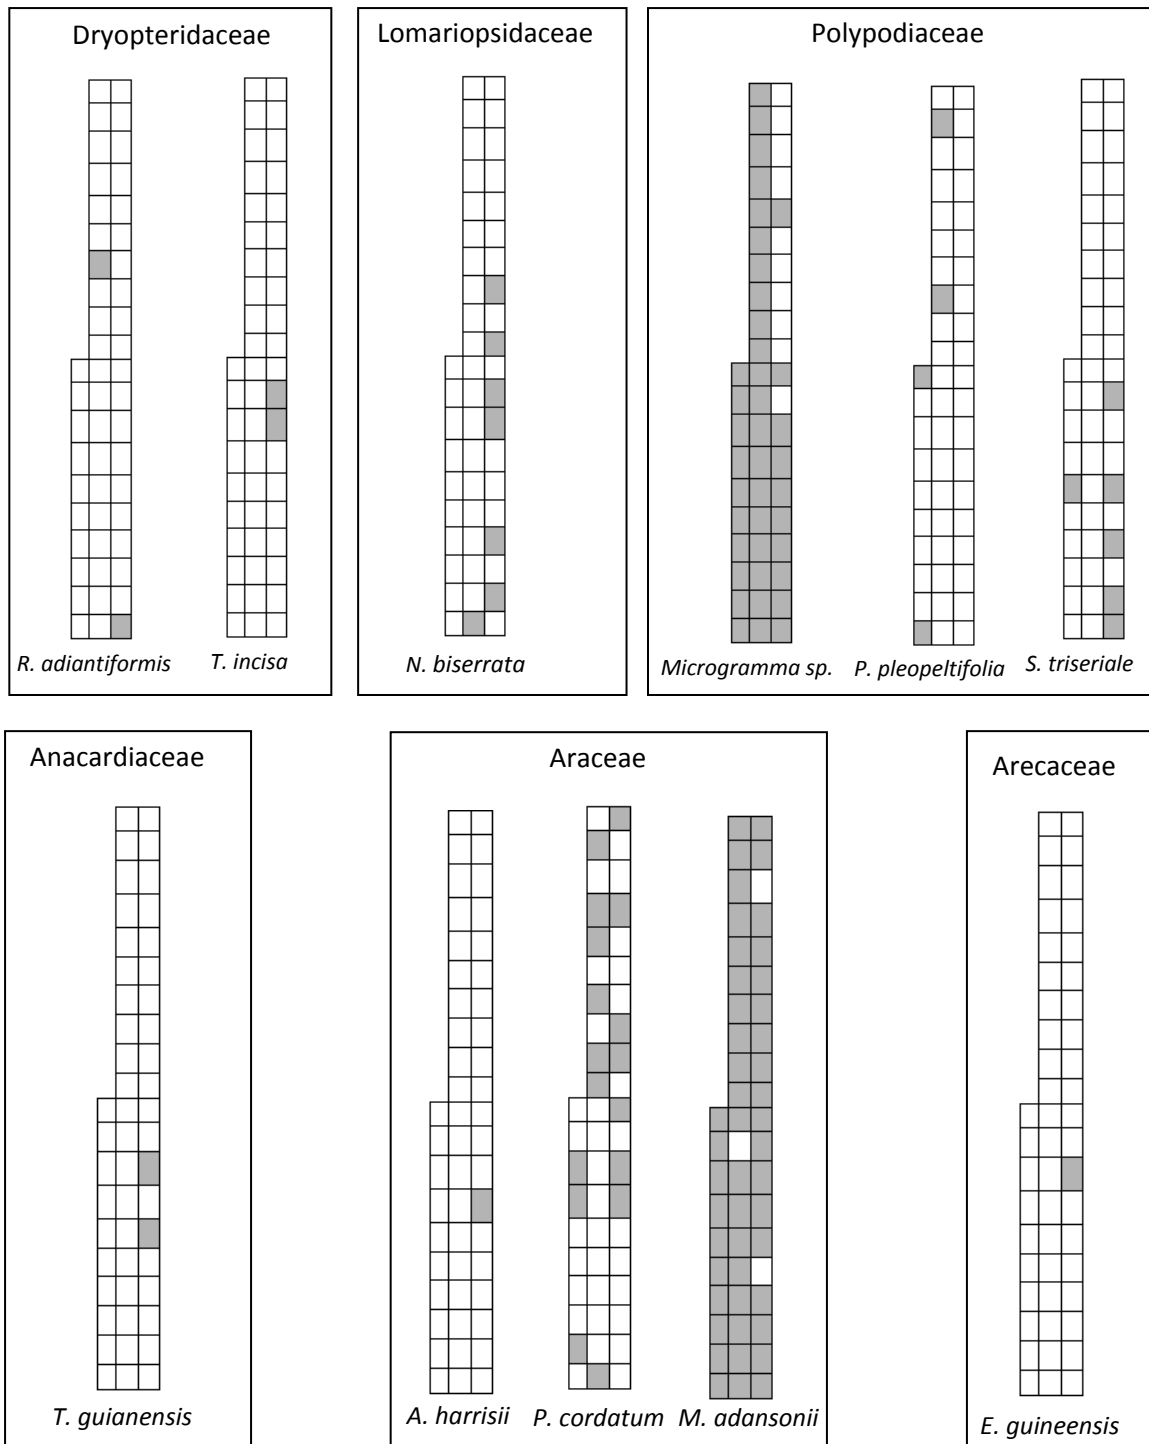 Dryopteridaceae
R. adiantiformis
T. incisa
Lomariopsidaceae
N. biserrata
Polypodiaceae
Microgramma sp.
P. pleopeltifolia
S. triseriale
Anacardiaceae
T. guianensis
Araceae
A. harrisii
P. cordatum
M. adansonii
Arecaceae
E. guineensis